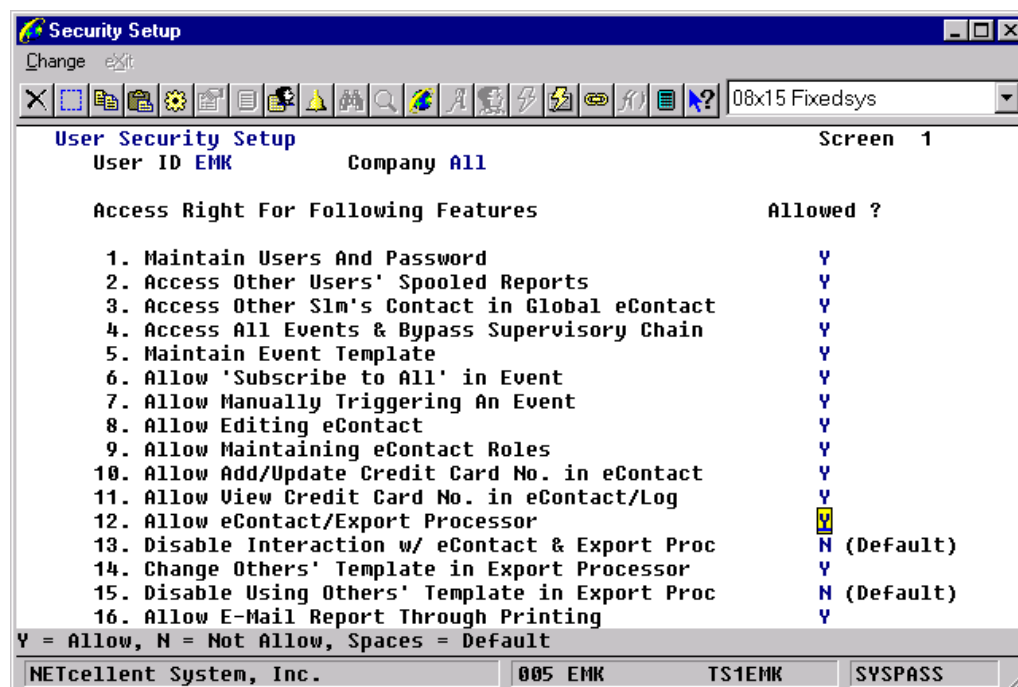 Security Setup
Change eXit
08x15 Fixedsys
User Security Setup Screen 1
User ID EMK Company All
Access Right For Following Features Allowed ?
1. Maintain Users And Password Y
2. Access Other Users' Spooled Reports Y
3. Access Other Slm's Contact in Global eContact Y
4. Access All Events & Bypass Supervisory Chain Y
5. Maintain Event Template Y
6. Allow 'Subscribe to All' in Event Y
7. Allow Manually Triggering An Event Y
8. Allow Editing eContact Y
9. Allow Maintaining eContact Roles Y
10. Allow Add/Update Credit Card No. in eContact Y
11. Allow View Credit Card No. in eContact/Log Y
12. Allow eContact/Export Processor Y
13. Disable Interaction w/ eContact & Export Proc N (Default)
14. Change Others' Template in Export Processor Y
15. Disable Using Others' Template in Export Proc N (Default)
16. Allow E-Mail Report Through Printing Y
Y = Allow, N = Not Allow, Spaces = Default
NETcellent System, Inc. 005 EMK TS1EMK SYSPASS